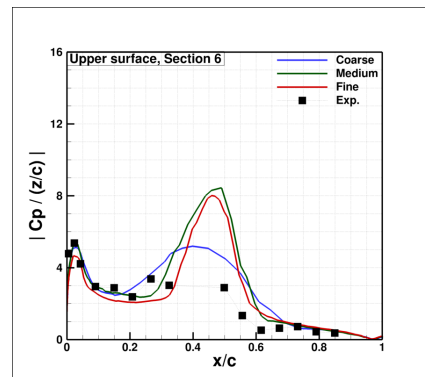 Upper surface, Section 6
Coarse
Medium
Fine
Exp.
16
12
8
4
0
0 0.2 0.4 0.6 0.8 1
x/c
| Cp / (z/c) |